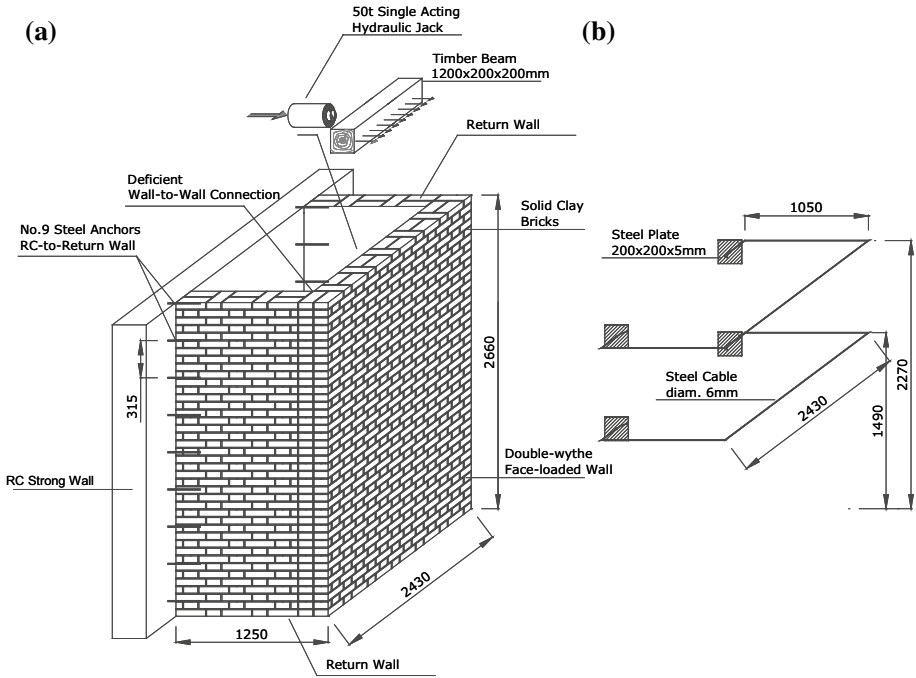 (a)
50t Single Acting
Hydraulic Jack
Timber Beam
1200x200x200mm
Return Wall
Deficient
Wall-to-Wall Connection
Solid Clay
Bricks
No.9 Steel Anchors
RC-to-Return Wall
2660
315
RC Strong Wall
Double-wythe
Face-loaded Wall
2430
1250
Return Wall
(b)
1050
Steel Plate
200x200x5mm
Steel Cable
diam. 6mm
2430
1490
2270